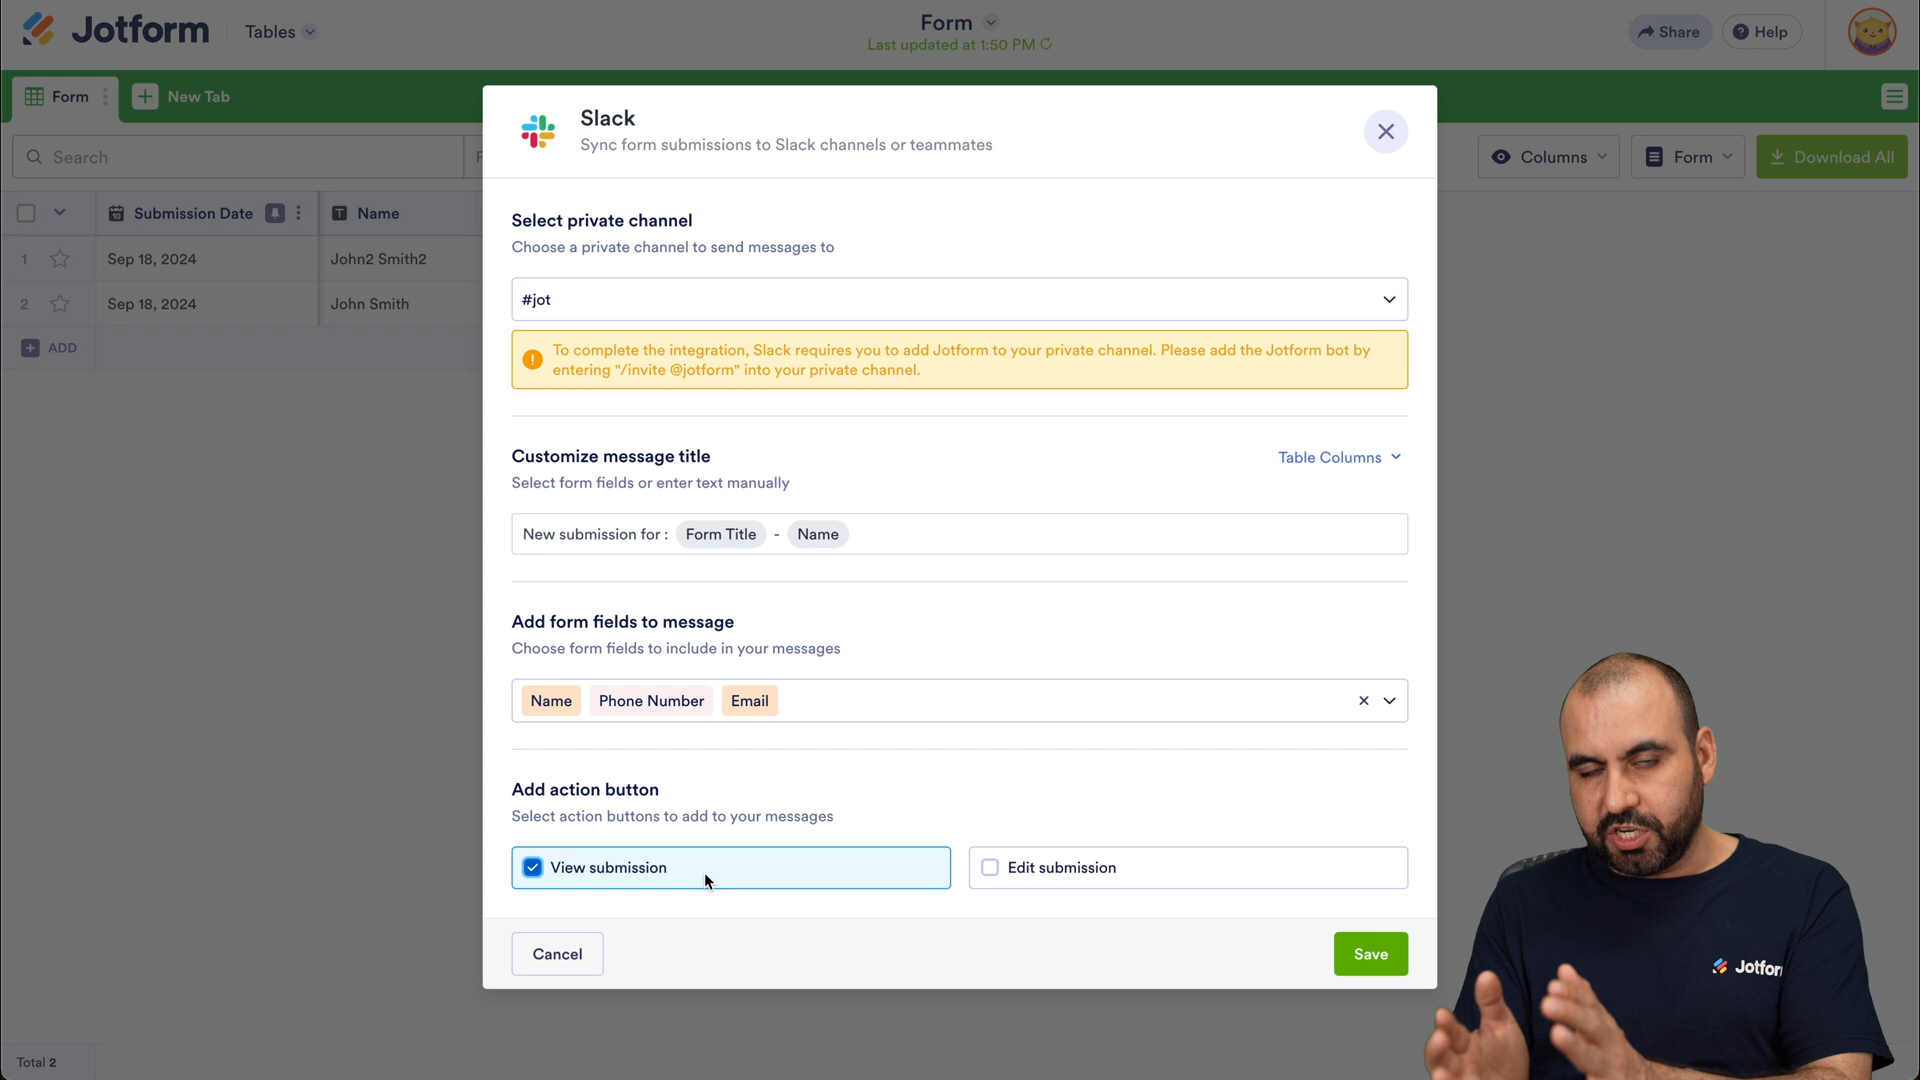 Jotform
Tables
Form
Last updated at 1:50 PM
Share
Help
Form
New Tab
Search
Columns
Form
Download All
Submission Date
Name
1
Sep 18, 2024
John2 Smith2
2
Sep 18, 2024
John Smith
ADD
Total 2
Slack
Sync form submissions to Slack channels or teammates
Select private channel
Choose a private channel to send messages to
#jot
To complete the integration, Slack requires you to add Jotform to your private channel. Please add the Jotform bot by
entering "/invite @jotform" into your private channel.
Customize message title
Table Columns
Select form fields or enter text manually
New submission for : Form Title - Name
Add form fields to message
Choose form fields to include in your messages
Name Phone Number Email
Add action button
Select action buttons to add to your messages
View submission
Edit submission
Cancel
Save